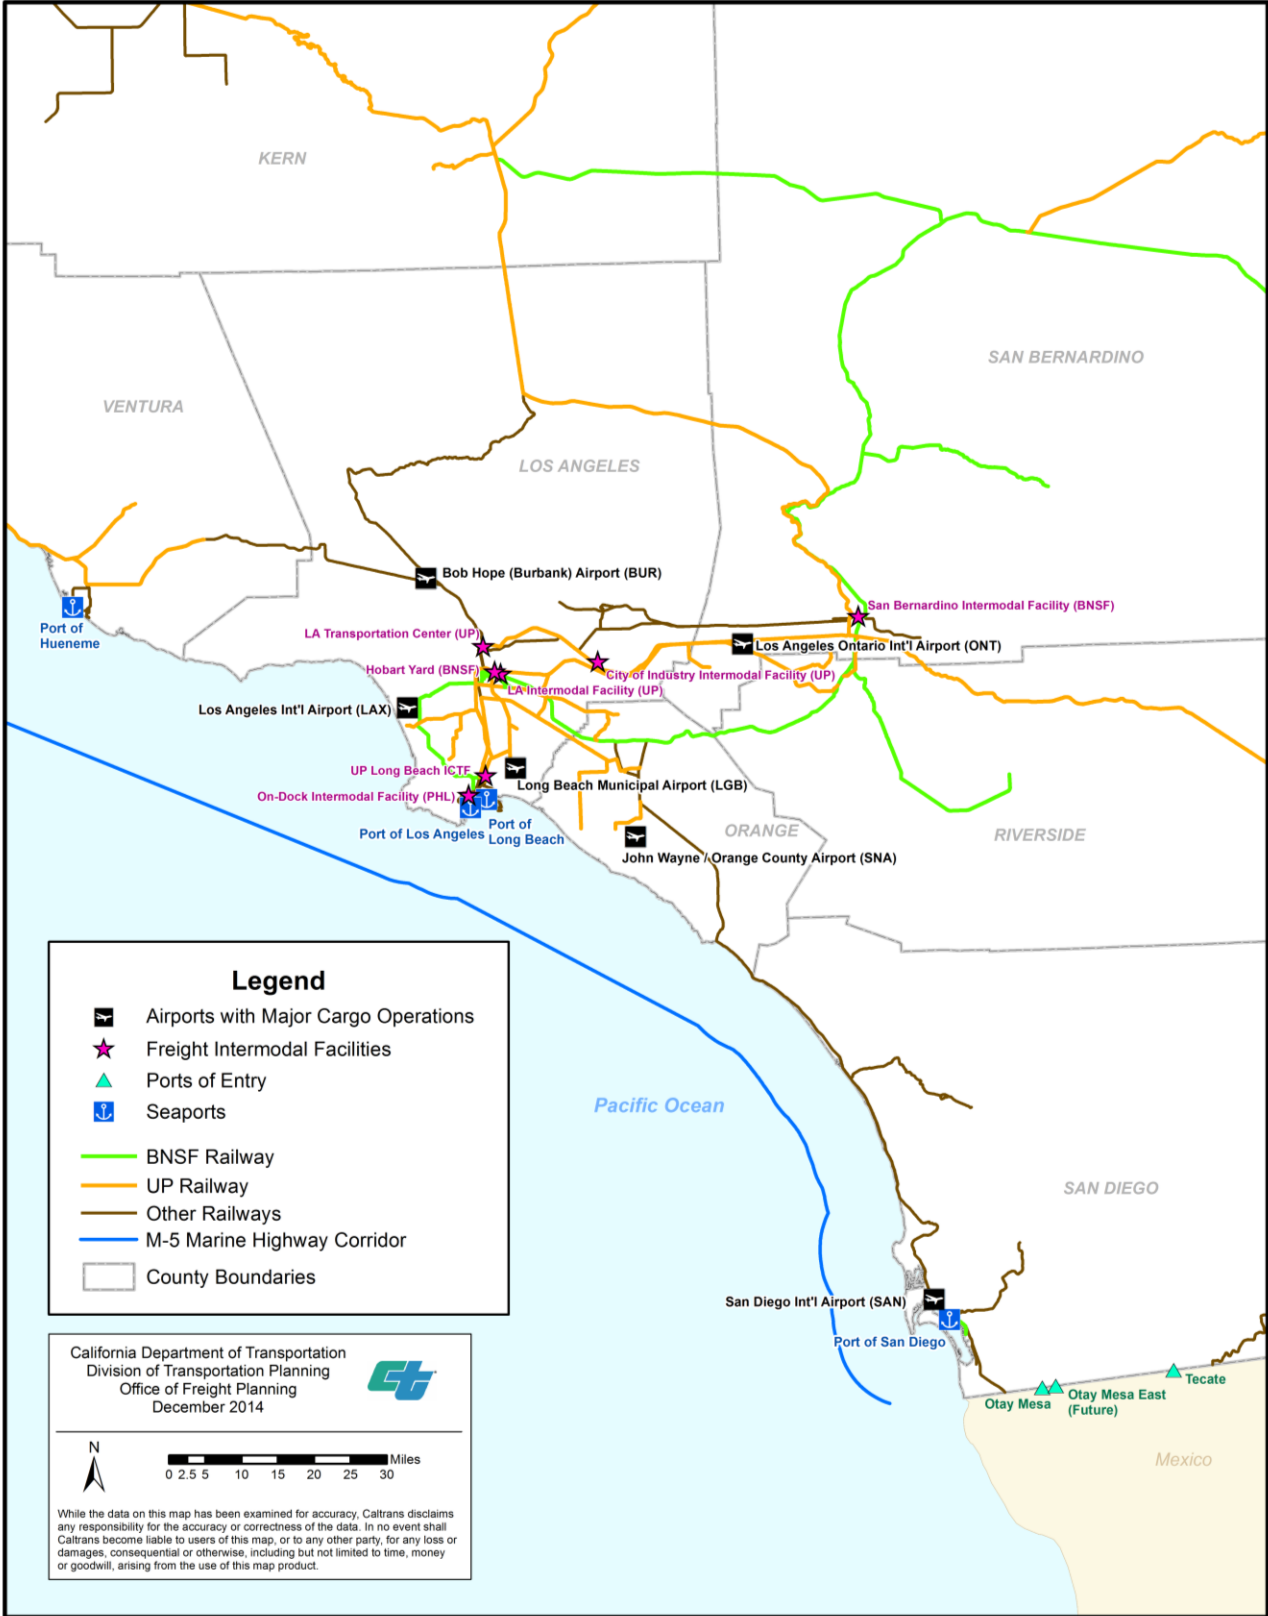 KERN
SAN BERNARDINO
VENTURA
LOS ANGELES
Bob Hope (Burbank) Airport (BUR)
San Bernardino Intermodal Facility (BNSF)
Port of
Hueneme
LA Transportation Center (UP)
Los Angeles Ontario Int'l Airport (ONT)
Hobart Yard (BNSF)
City of Industry Intermodal Facility (UP)
LA Intermodal Facility (UP)
Los Angeles Int'l Airport (LAX)
UP Long Beach ICTF
Long Beach Municipal Airport (LGB)
On-Dock Intermodal Facility (PHL)
Port of Los Angeles
Port of
Long Beach
ORANGE
RIVERSIDE
John Wayne / Orange County Airport (SNA)
Legend
Airports with Major Cargo Operations
Freight Intermodal Facilities
Ports of Entry
Seaports
BNSF Railway
UP Railway
Other Railways
M-5 Marine Highway Corridor
County Boundaries
Pacific Ocean
SAN DIEGO
San Diego Int'l Airport (SAN)
Port of San Diego
Otay Mesa
Otay Mesa East
(Future)
Tecate
Mexico
California Department of Transportation
Division of Transportation Planning
Office of Freight Planning
December 2014
ct
N
Miles
0 2.5 5 10 15 20 25 30
While the data on this map has been examined for accuracy, Caltrans disclaims
any responsibility for the accuracy or correctness of the data. In no event shall
Caltrans become liable to users of this map, or to any other party, for any loss or
damages, consequential or otherwise, including but not limited to time, money
or goodwill, arising from the use of this map product.